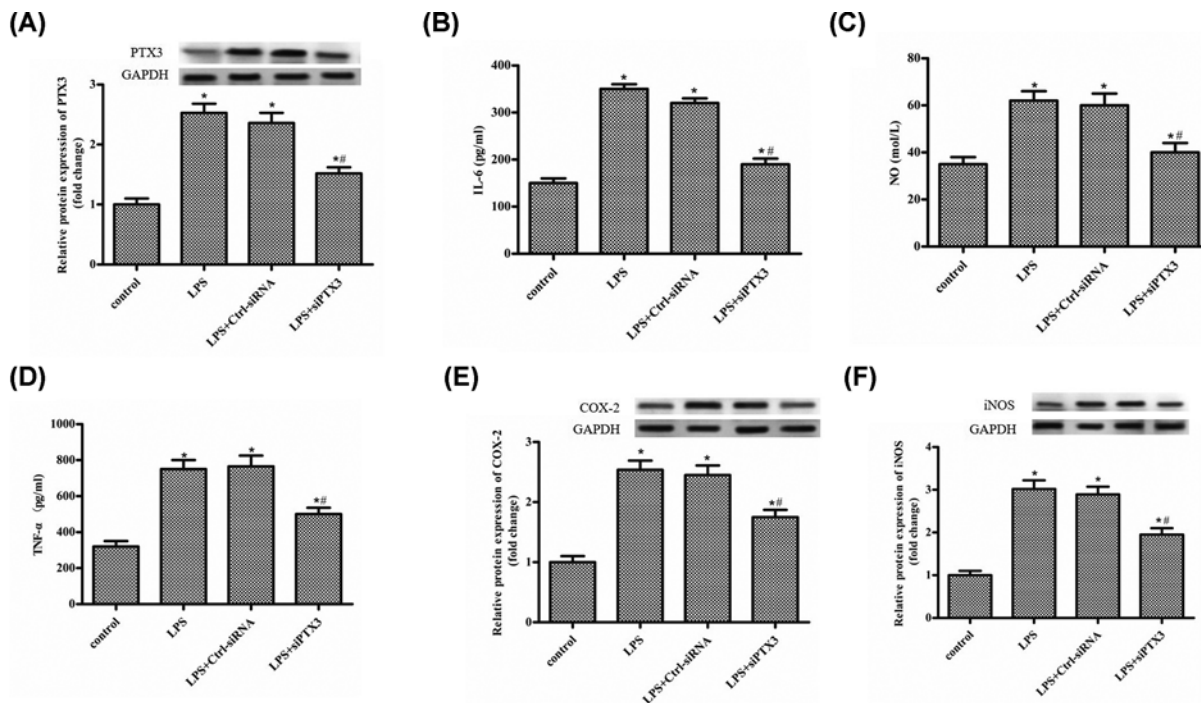 (A)
PTX3
GAPDH
Relative protein expression of PTX3
(fold change)
3
2
1
0
*
*
*#
control
LPS
LPS+Ctrl-siRNA
LPS+siPTX3
(B)
IL-6 (pg/ml)
400
300
200
100
0
*
*
*#
control
LPS
LPS+Ctrl-siRNA
LPS+siPTX3
(C)
NO (mol/L)
80
60
40
20
0
*
*
*#
control
LPS
LPS+Ctrl-siRNA
LPS+siPTX3
(D)
TNF-α (pg/ml)
1000
800
600
400
200
0
*
*
*#
control
LPS
LPS+Ctrl-siRNA
LPS+siPTX3
(E)
COX-2
GAPDH
Relative protein expression of COX-2
(fold change)
3
2
1
0
*
*
*#
control
LPS
LPS+Ctrl-siRNA
LPS+siPTX3
(F)
iNOS
GAPDH
Relative protein expression of iNOS
(fold change)
4
3
2
1
0
*
*
*#
control
LPS
LPS+Ctrl-siRNA
LPS+siPTX3